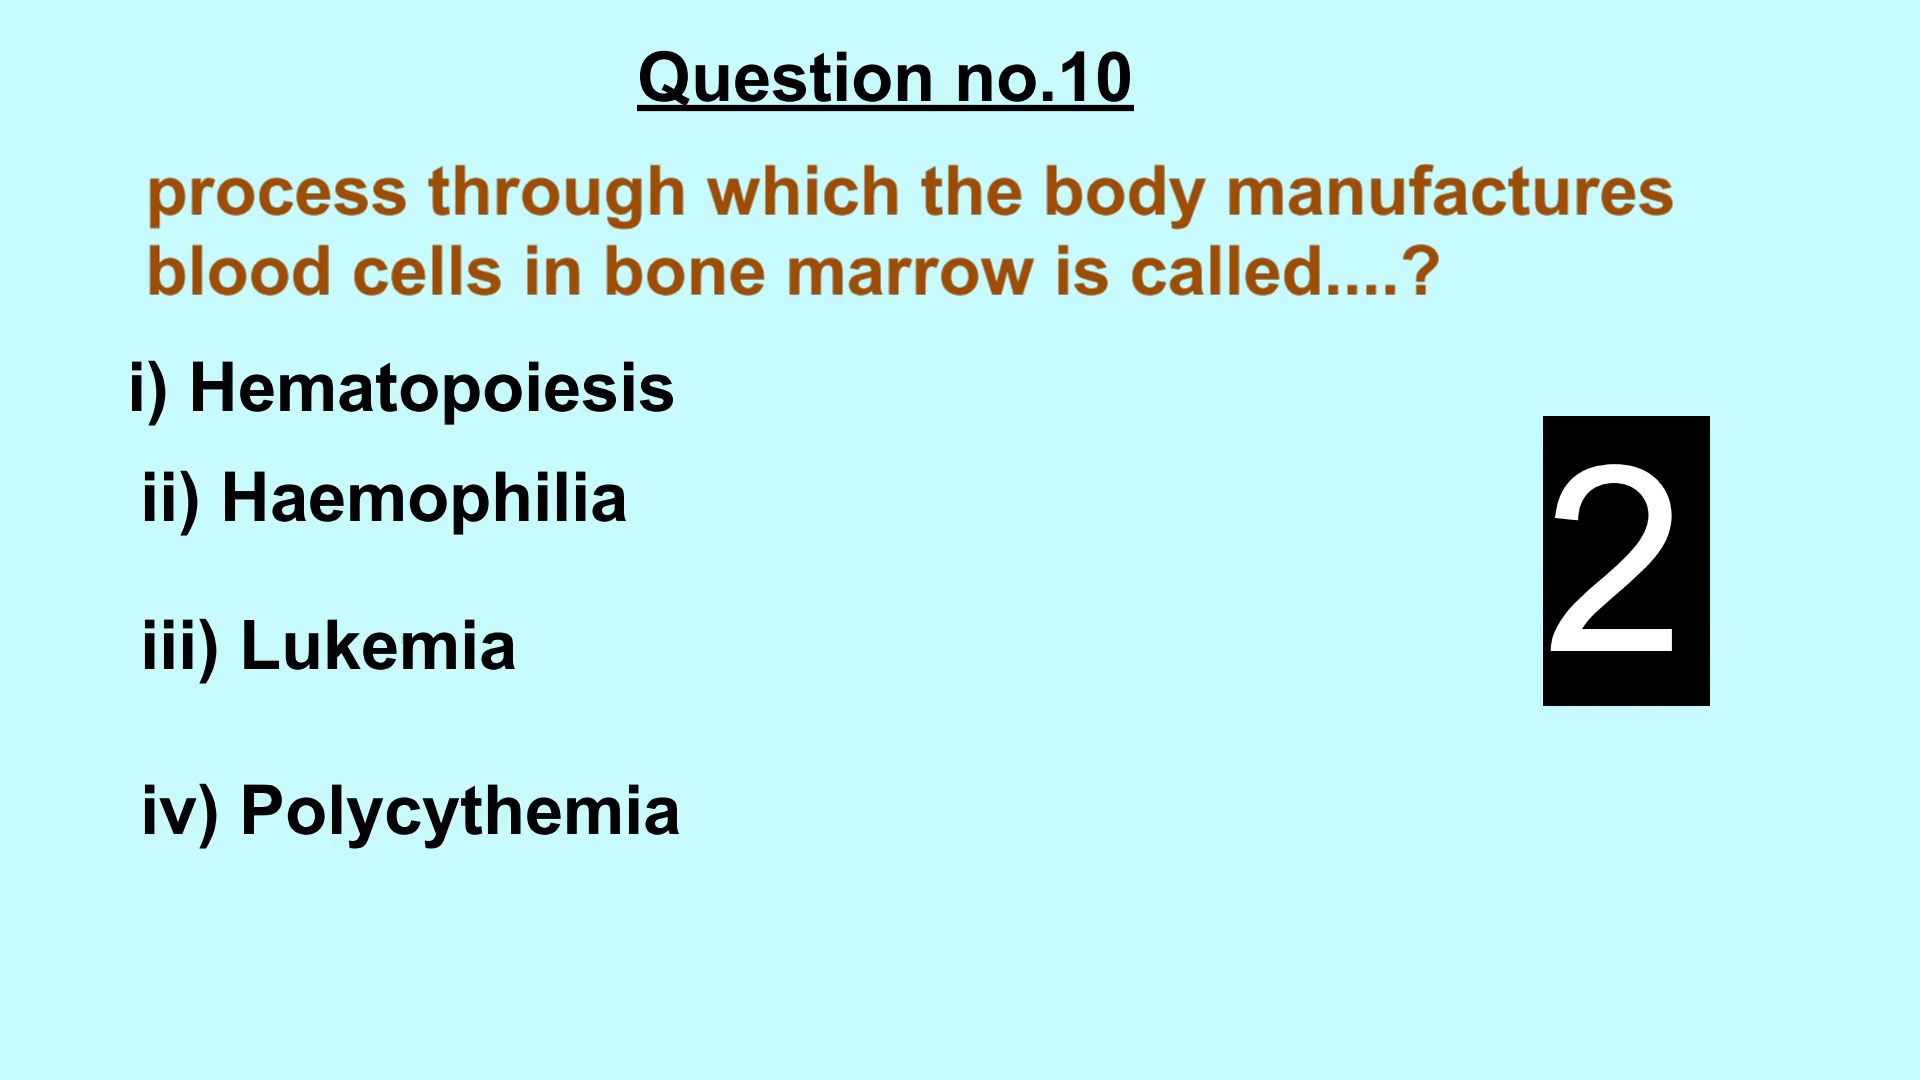 Question no.10
process through which the body manufactures
blood cells in bone marrow is called....?
i) Hematopoiesis
ii) Haemophilia
2
iii) Lukemia
iv) Polycythemia